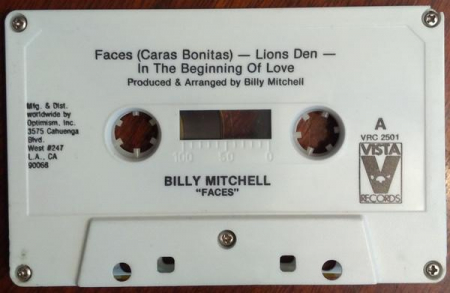 Faces (Caras Bonitas) — Lions Den —
In The Beginning Of Love
Produced & Arranged by Billy Mitchell
Mfg. & Dist.
worldwide by
Optimism, Inc.
3575 Cahuenga
Blvd.
West #247
L.A., CA
90068
100 50 0
A
VRC 2501
VISTA
V
RECORDS
BILLY MITCHELL
"FACES"